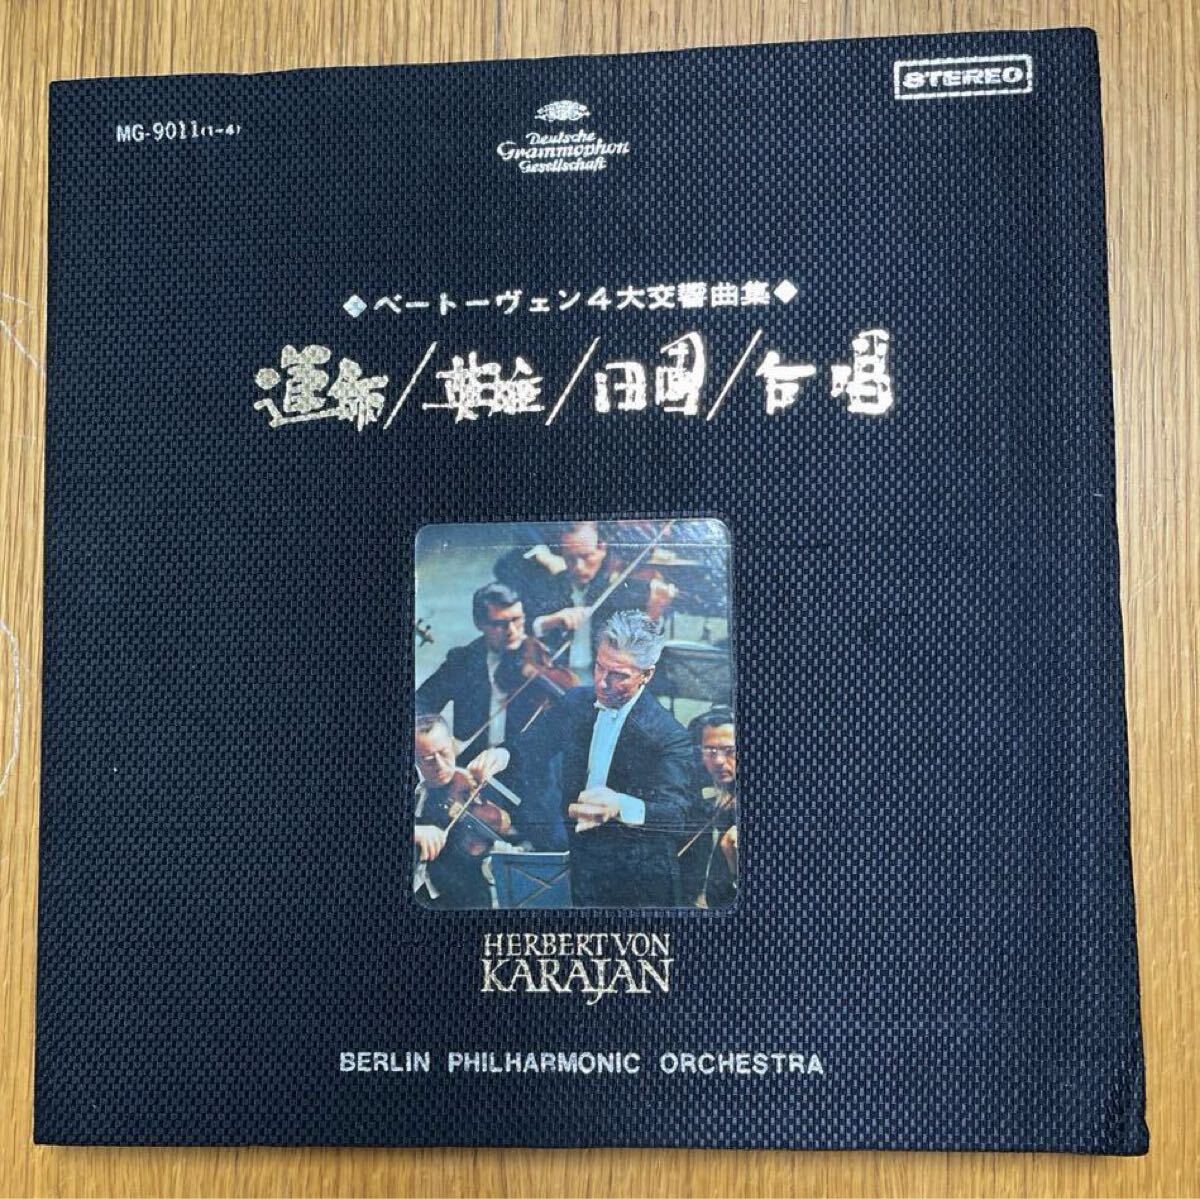 STEREO
MG-9011(1-4)
Deutsche
Grammophon
Gesellschaft
◆ベートーヴェン4大交響曲集◆
運命/英雄/田園/合唱
HERBERT VON
KARAJAN
BERLIN PHILHARMONIC ORCHESTRA